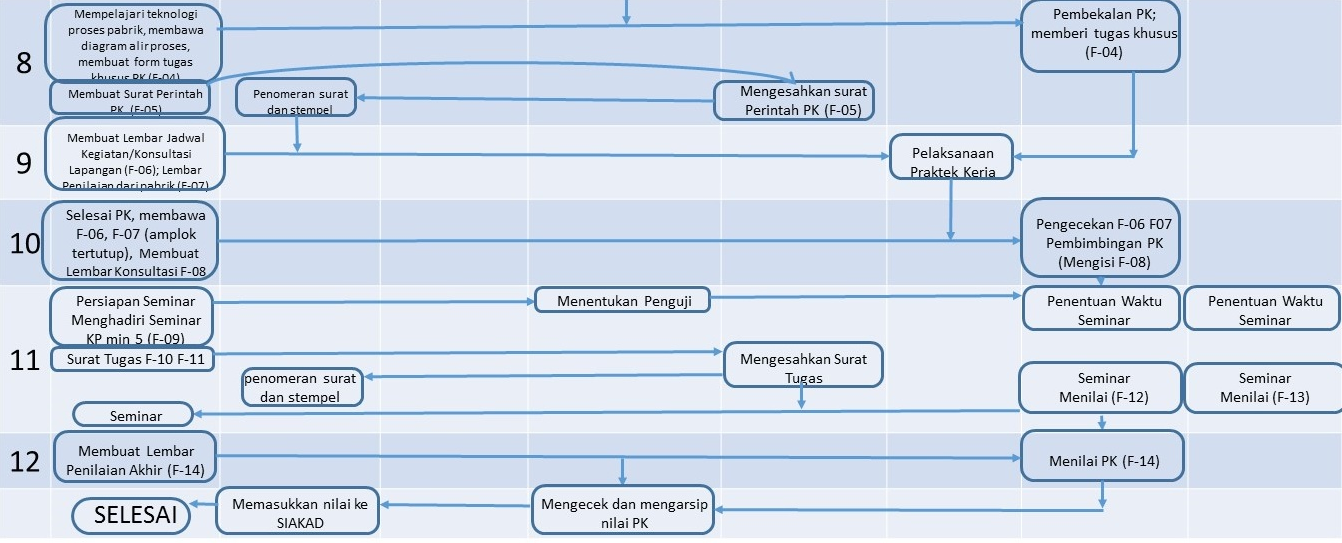 8
Mempelajari teknologi
proses pabrik, membawa
diagram alir proses,
membuat form tugas
khusus PK (F-04)
Pembekalan PK;
memberi tugas khusus
(F-04)
Membuat Surat Perintah
PK (F-05)
Penomeran surat
dan stempel
Mengesahkan surat
Perintah PK (F-05)
9
Membuat Lembar Jadwal
Kegiatan/Konsultasi
Lapangan (F-06); Lembar
Penilaian dari pabrik (F-07)
Pelaksanaan
Praktek Kerja
10
Selesai PK, membawa
F-06, F-07 (amplok
tertutup), Membuat
Lembar Konsultasi F-08
Pengecekan F-06 F07
Pembimbingan PK
(Mengisi F-08)
11
Persiapan Seminar
Menghadiri Seminar
KP min 5 (F-09)
Menentukan Penguji
Penentuan Waktu
Seminar
Penentuan Waktu
Seminar
Surat Tugas F-10 F-11
Mengesahkan Surat
Tugas
penomeran surat
dan stempel
Seminar
Menilai (F-12)
Seminar
Menilai (F-13)
Seminar
12
Membuat Lembar
Penilaian Akhir (F-14)
Menilai PK (F-14)
SELESAI
Memasukkan nilai ke
SIAKAD
Mengecek dan mengarsip
nilai PK